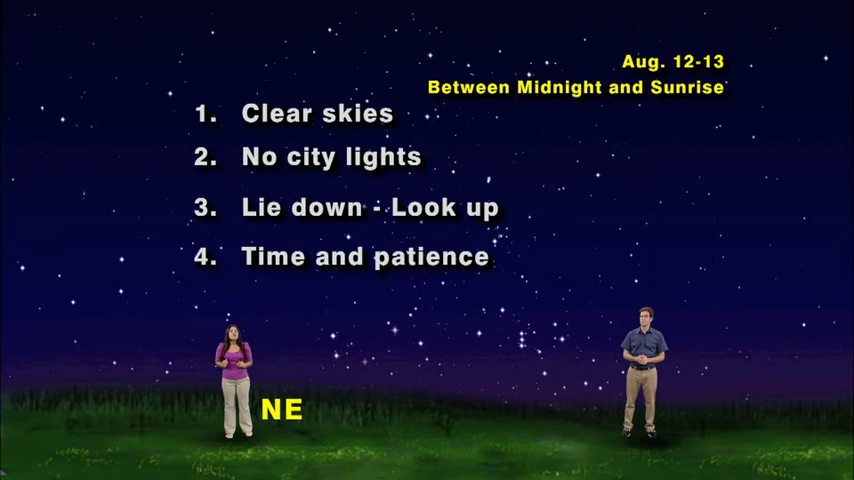 Aug. 12-13
Between Midnight and Sunrise
1. Clear skies
2. No city lights
3. Lie down - Look up
4. Time and patience
NE